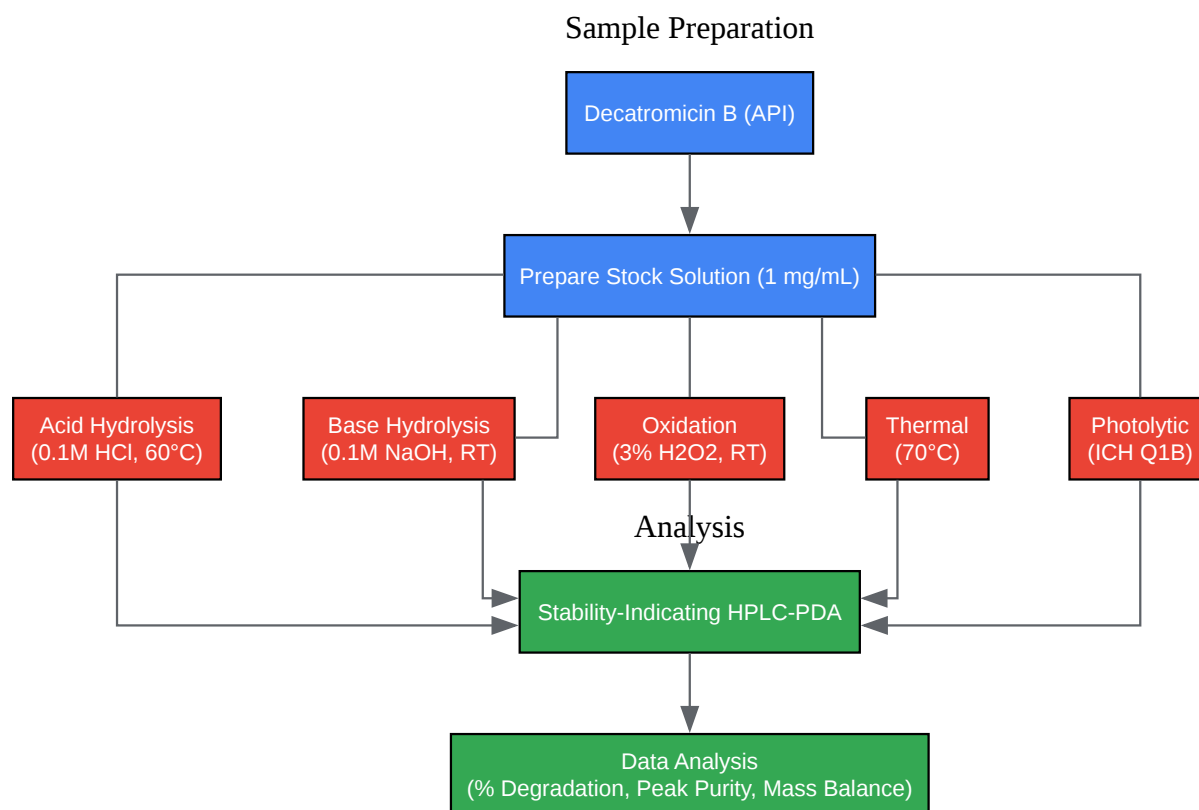 Sample Preparation
Decatromicin B (API)
Prepare Stock Solution (1 mg/mL)
Acid Hydrolysis
(0.1M HCl, 60°C)
Base Hydrolysis
(0.1M NaOH, RT)
Oxidation
(3% H2O2, RT)
Thermal
(70°C)
Photolytic
(ICH Q1B)
Analysis
Stability-Indicating HPLC-PDA
Data Analysis
(% Degradation, Peak Purity, Mass Balance)